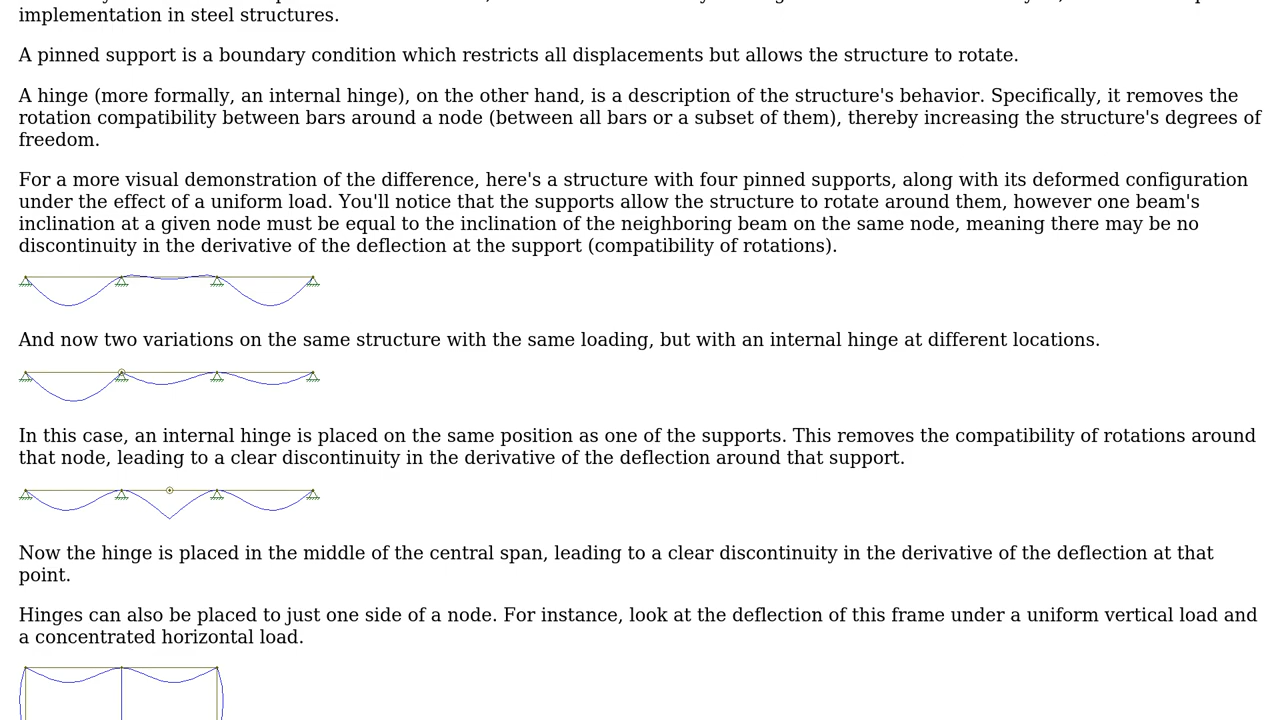 implementation in steel structures.
A pinned support is a boundary condition which restricts all displacements but allows the structure to rotate.
A hinge (more formally, an internal hinge), on the other hand, is a description of the structure's behavior. Specifically, it removes the
rotation compatibility between bars around a node (between all bars or a subset of them), thereby increasing the structure's degrees of
freedom.
For a more visual demonstration of the difference, here's a structure with four pinned supports, along with its deformed configuration
under the effect of a uniform load. You'll notice that the supports allow the structure to rotate around them, however one beam's
inclination at a given node must be equal to the inclination of the neighboring beam on the same node, meaning there may be no
discontinuity in the derivative of the deflection at the support (compatibility of rotations).
And now two variations on the same structure with the same loading, but with an internal hinge at different locations.
In this case, an internal hinge is placed on the same position as one of the supports. This removes the compatibility of rotations around
that node, leading to a clear discontinuity in the derivative of the deflection around that support.
Now the hinge is placed in the middle of the central span, leading to a clear discontinuity in the derivative of the deflection at that
point.
Hinges can also be placed to just one side of a node. For instance, look at the deflection of this frame under a uniform vertical load and
a concentrated horizontal load.